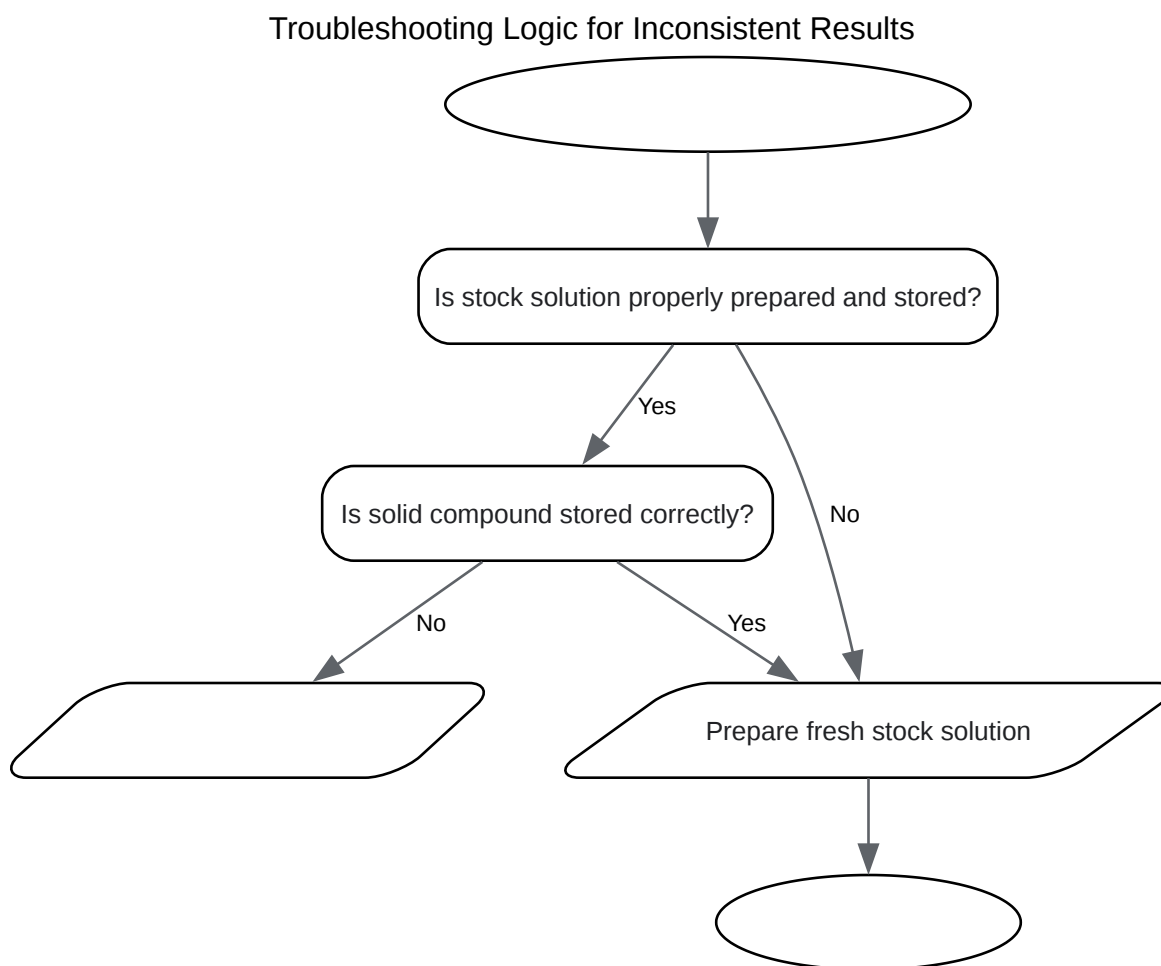 Troubleshooting Logic for Inconsistent Results
Is stock solution properly prepared and stored?
Yes
Is solid compound stored correctly?
No
No
Yes
Prepare fresh stock solution